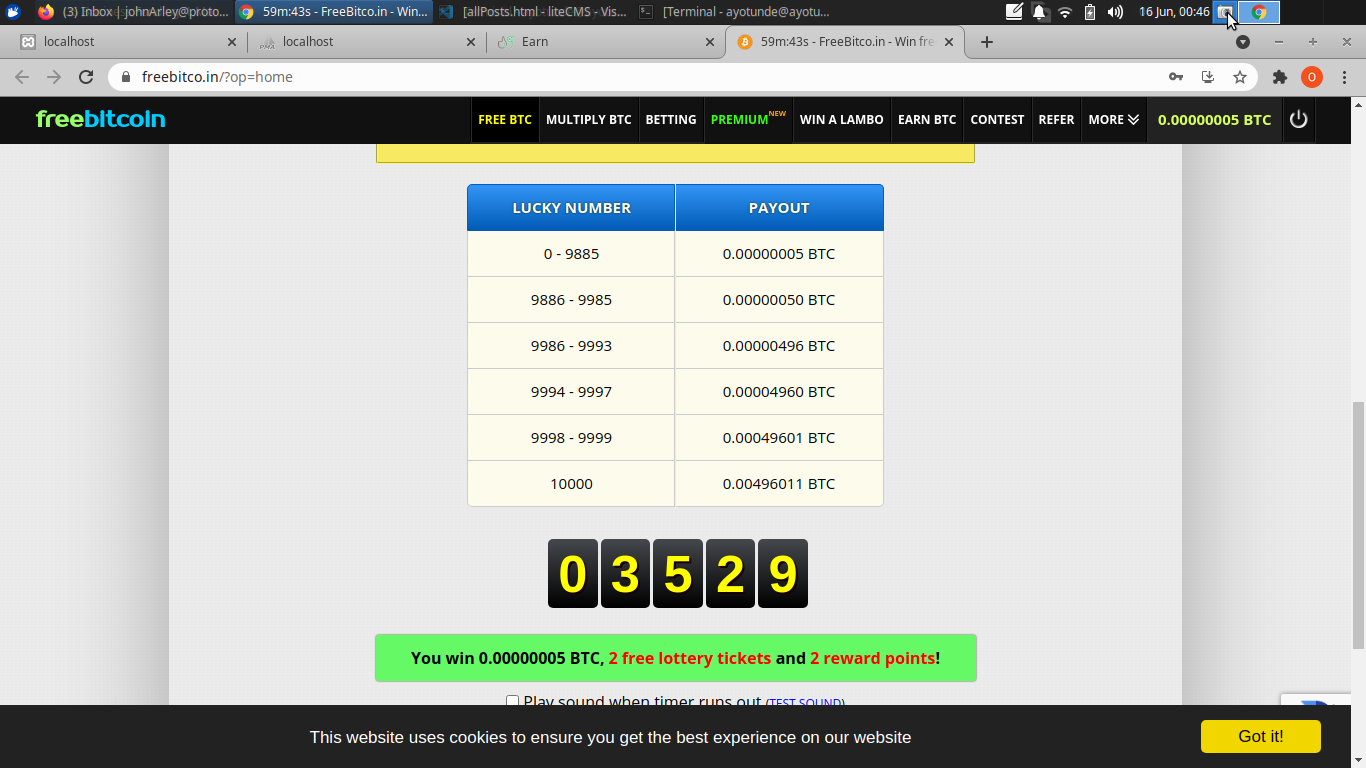 (3) Inbox | johnArley@proto...
59m:43s - FreeBitco.in - Win...
[allPosts.html - liteCMS - Vis...
[Terminal - ayotunde@ayotu...
16 Jun, 00:46
localhost
localhost
Earn
59m:43s - FreeBitco.in - Win fre
freebitco.in/?op=home
O
freebitcoin
FREE BTC
MULTIPLY BTC
BETTING
PREMIUM NEW
WIN A LAMBO
EARN BTC
CONTEST
REFER
MORE
0.00000005 BTC
LUCKY NUMBER PAYOUT
0 - 9885 0.00000005 BTC
9886 - 9985 0.00000050 BTC
9986 - 9993 0.00000496 BTC
9994 - 9997 0.00004960 BTC
9998 - 9999 0.00049601 BTC
10000 0.00496011 BTC
0 3 5 2 9
You win 0.00000005 BTC, 2 free lottery tickets and 2 reward points!
Play sound when timer runs out (TEST SOUND)
This website uses cookies to ensure you get the best experience on our website
Got it!